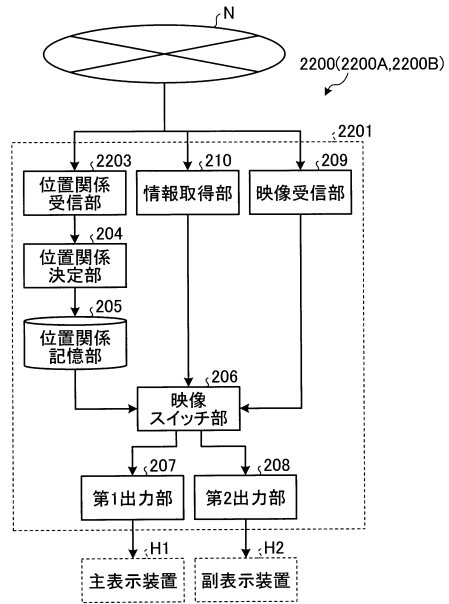 N
2200(2200A,2200B)
2201
2203
位置関係
受信部
210
情報取得部
209
映像受信部
204
位置関係
決定部
205
位置関係
記憶部
206
映像
スイッチ部
207
第1出力部
208
第2出力部
H1
主表示装置
H2
副表示装置